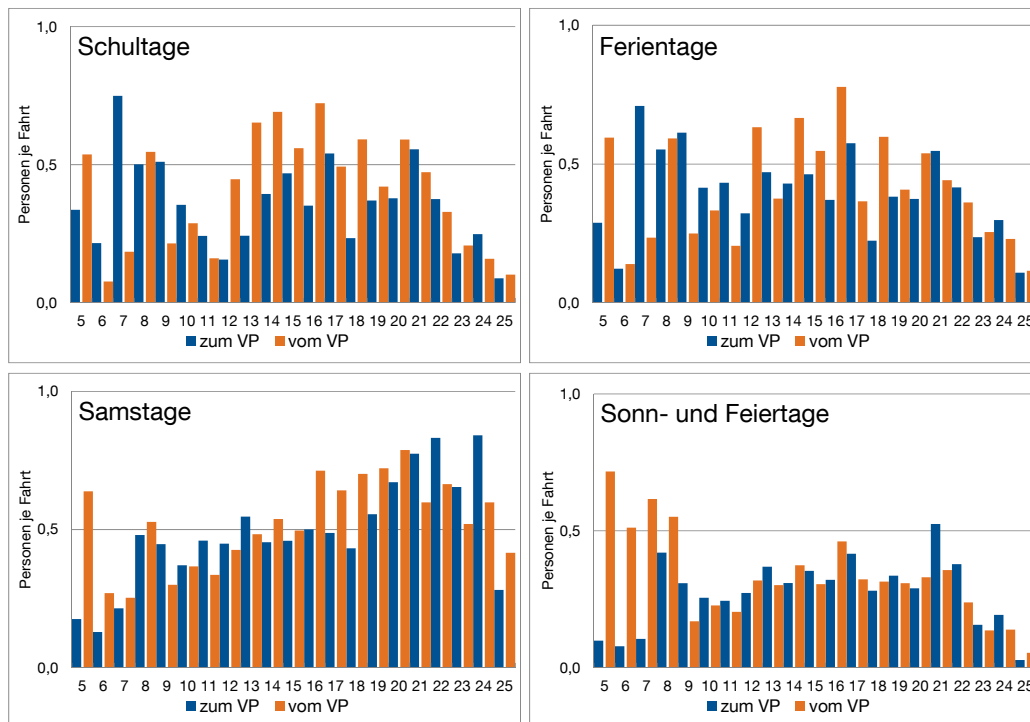 Schultage
Personen je Fahrt
1,0
0,5
0,0
5 6 7 8 9 10 11 12 13 14 15 16 17 18 19 20 21 22 23 24 25
zum VP vom VP
Ferientage
Personen je Fahrt
1,0
0,5
0,0
5 6 7 8 9 10 11 12 13 14 15 16 17 18 19 20 21 22 23 24 25
zum VP vom VP
Samstage
Personen je Fahrt
1,0
0,5
0,0
5 6 7 8 9 10 11 12 13 14 15 16 17 18 19 20 21 22 23 24 25
zum VP vom VP
Sonn- und Feiertage
Personen je Fahrt
1,0
0,5
0,0
5 6 7 8 9 10 11 12 13 14 15 16 17 18 19 20 21 22 23 24 25
zum VP vom VP